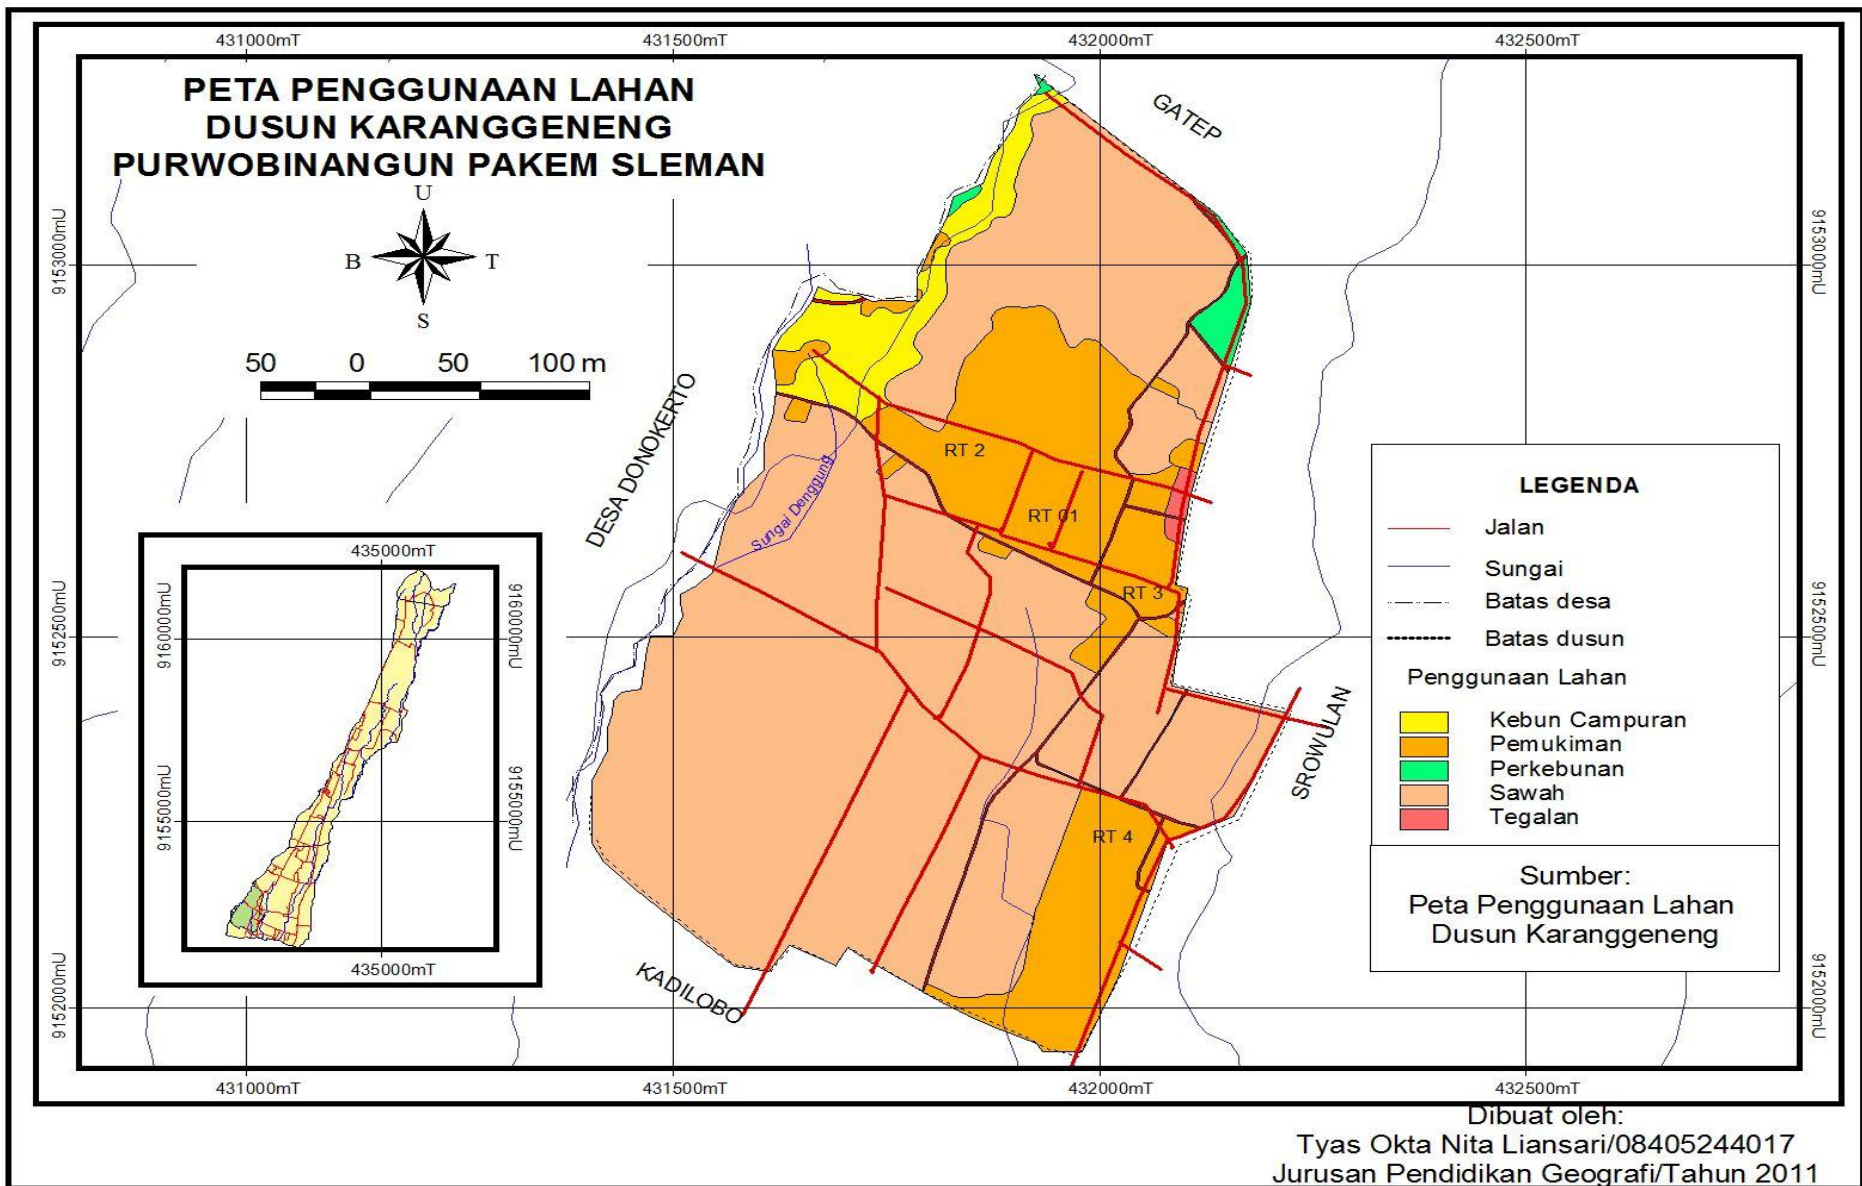 431000mT 431500mT 432000mT 432500mT
PETA PENGGUNAAN LAHAN
DUSUN KARANGGENENG
PURWOBINANGUN PAKEM SLEMAN
U
B T
S
50 0 50 100 m
9153000mU
9152500mU
9152000mU
9153000mU
9152500mU
9152000mU
GATEP
DESA DONOKERTO
Sungai Denggung
RT 2
RT 01
RT 3
RT 4
SROWULAN
KADILOBO
435000mT
9160000mU
9155000mU
9160000mU
9155000mU
435000mT
LEGENDA
Jalan
Sungai
Batas desa
Batas dusun
Penggunaan Lahan
Kebun Campuran
Pemukiman
Perkebunan
Sawah
Tegalan
Sumber:
Peta Penggunaan Lahan
Dusun Karanggeneng
431000mT 431500mT 432000mT 432500mT
Dibuat oleh:
Tyas Okta Nita Liansari/08405244017
Jurusan Pendidikan Geografi/Tahun 2011